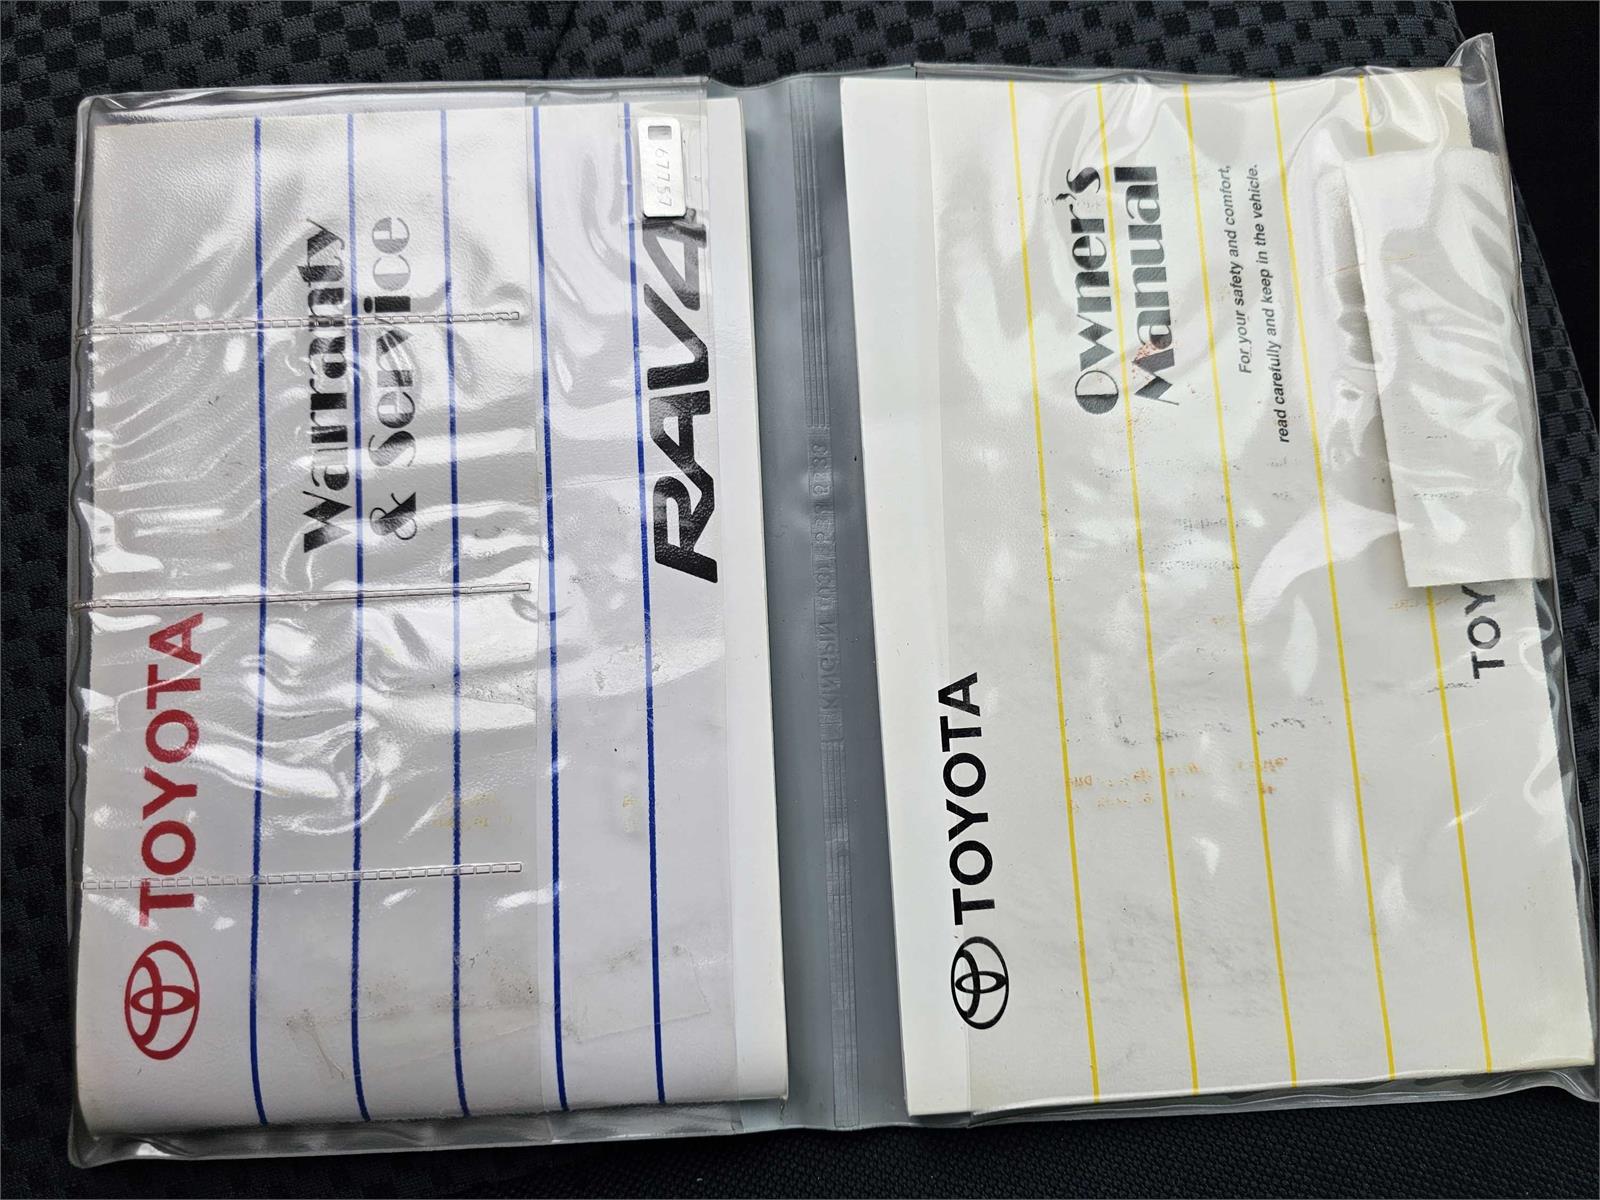 TOYOTA
Warranty
& Service
RAV4
67757
TOYOTA
Owner's
Manual
For your safety and comfort,
read carefully and keep in the vehicle.
TOY